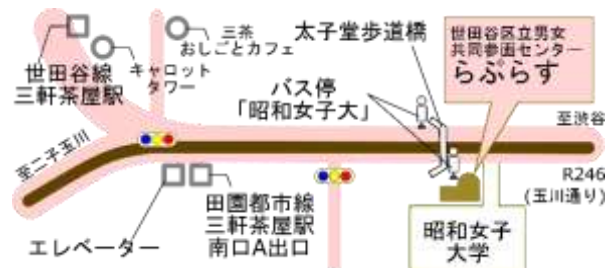 三茶
おしごとカフェ
太子堂歩道橋
世田谷区立男女
共同参画センター
らぷらす
世田谷線
三軒茶屋駅
キャロット
タワー
バス停
「昭和女子大」
至渋谷
至二子玉川
R246
(玉川通り)
エレベーター
田園都市線
三軒茶屋駅
南口A出口
昭和女子
大学